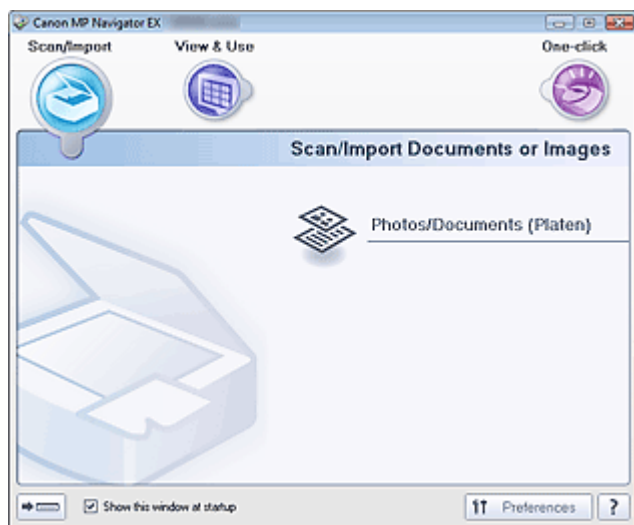 Canon MP Navigator EX
Scan/Import
View & Use
One-click
Scan/Import Documents or Images
Photos/Documents (Platen)
Show this window at startup
Preferences
?